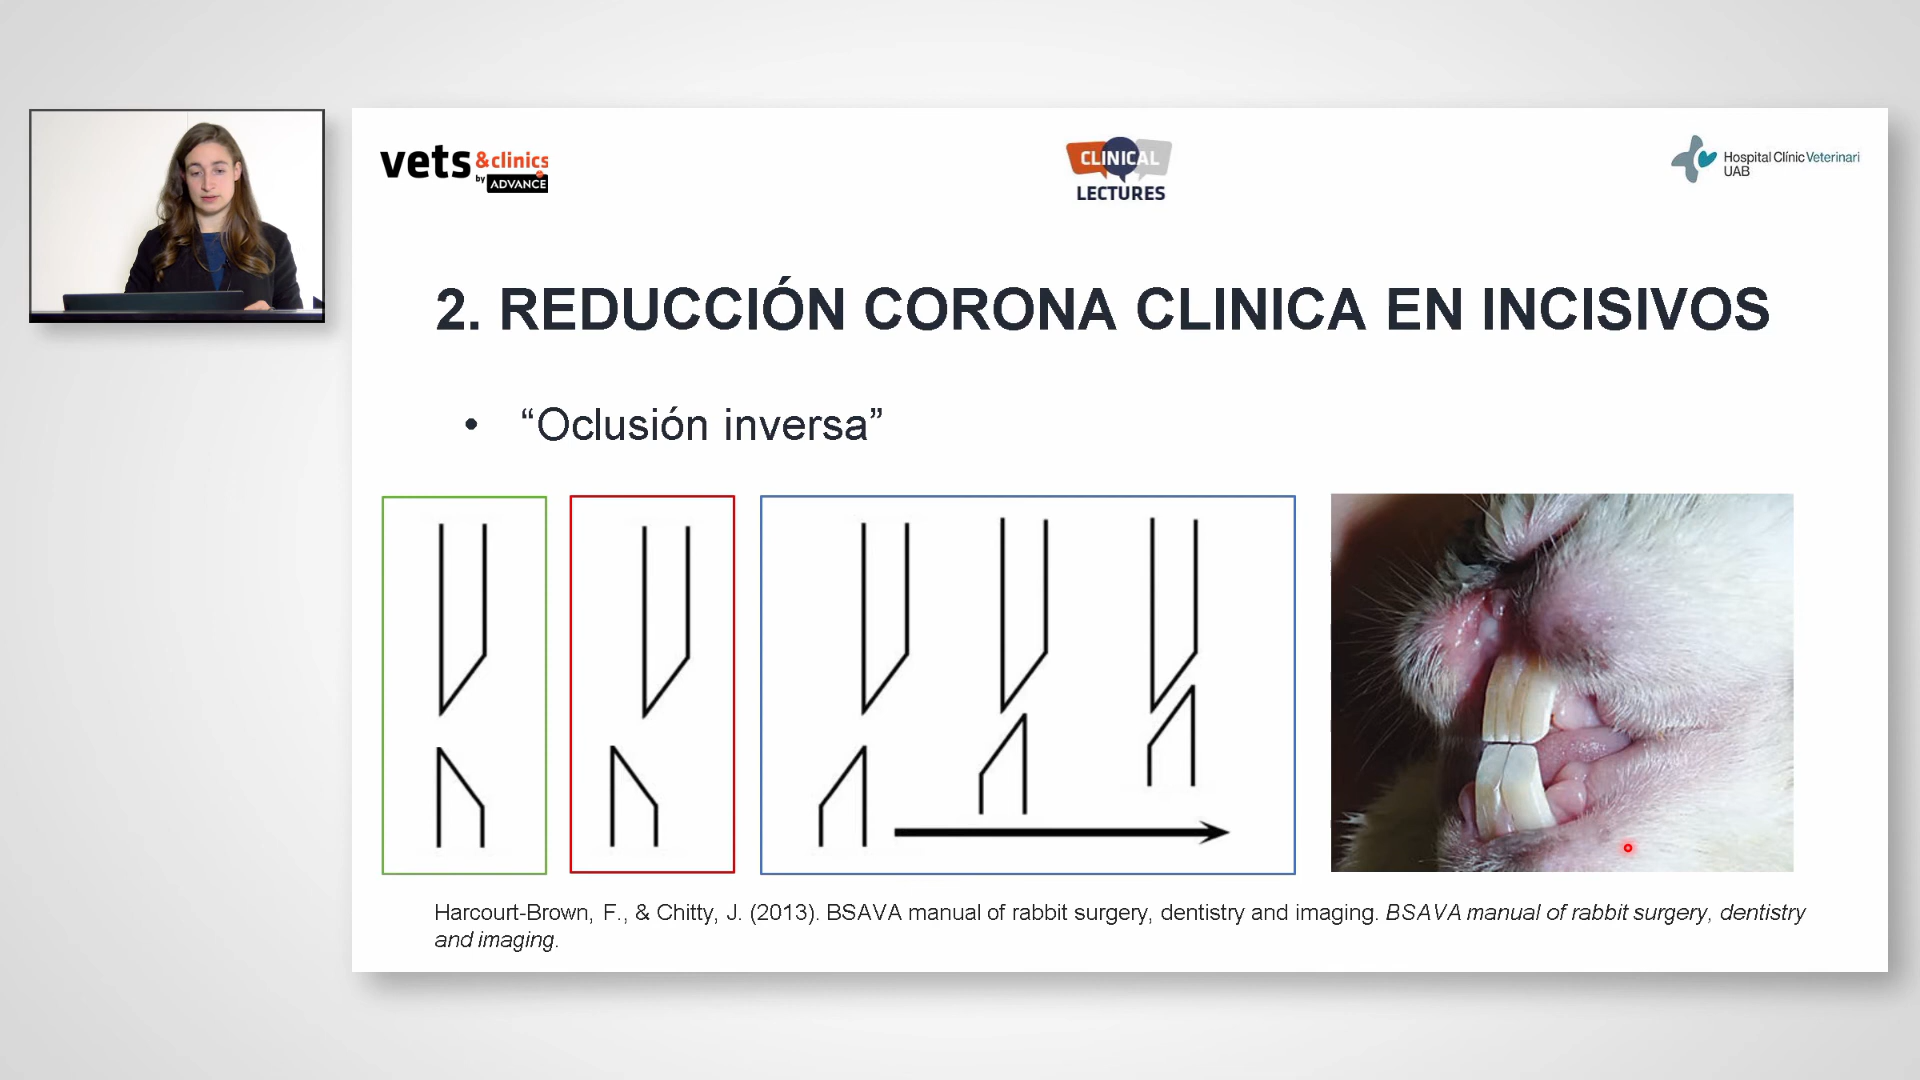 vets &clinics
by ADVANCE
CLINICAL
LECTURES
Hospital Clínic Veterinari
UAB
2. REDUCCIÓN CORONA CLINICA EN INCISIVOS
• “Oclusión inversa”
Harcourt-Brown, F., & Chitty, J. (2013). BSAVA manual of rabbit surgery, dentistry and imaging. BSAVA manual of rabbit surgery, dentistry
and imaging.